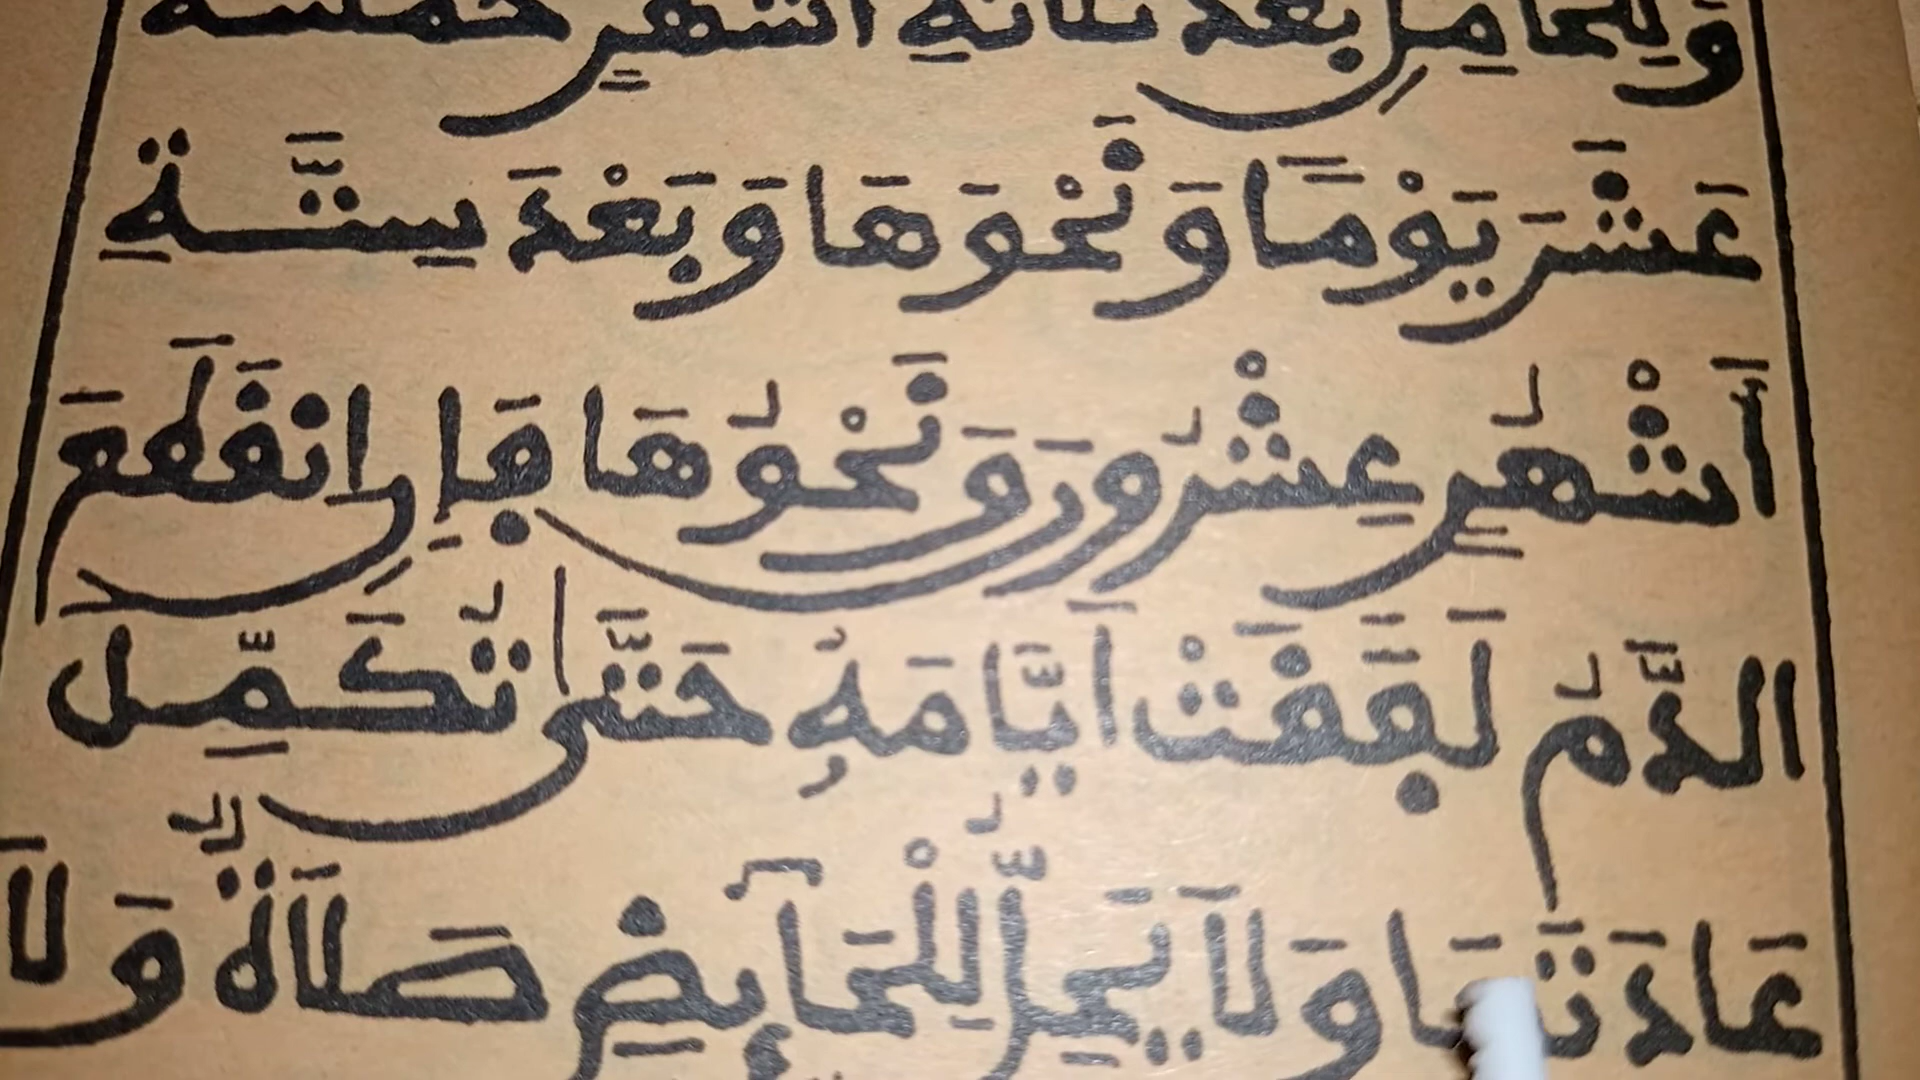 وَلِلْحَامِلِ بَعْدَ ثَلَاثَةِ أَشْهُرٍ خَمْسَةَ
عَشَرَ يَوْمًا وَنَحْوَهَا وَبَعْدَ سِتَّةِ
أَشْهُرٍ عِشْرُونَ وَنَحْوُهَا فَإِنِ انْقَطَعَ
الدَّمُ لَفَّقَتْ أَيَّامَهُ حَتَّى تُكَمِّلَ
عَادَتَهَا وَلَا يَحِلُّ لِلْحَائِضِ صَلَاةٌ وَلَا